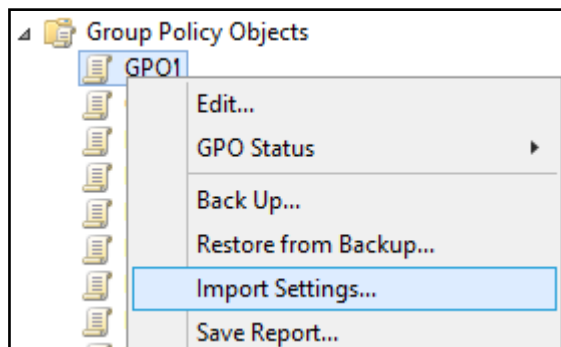 Group Policy Objects
GPO1
Edit...
GPO Status
Back Up...
Restore from Backup...
Import Settings...
Save Report...